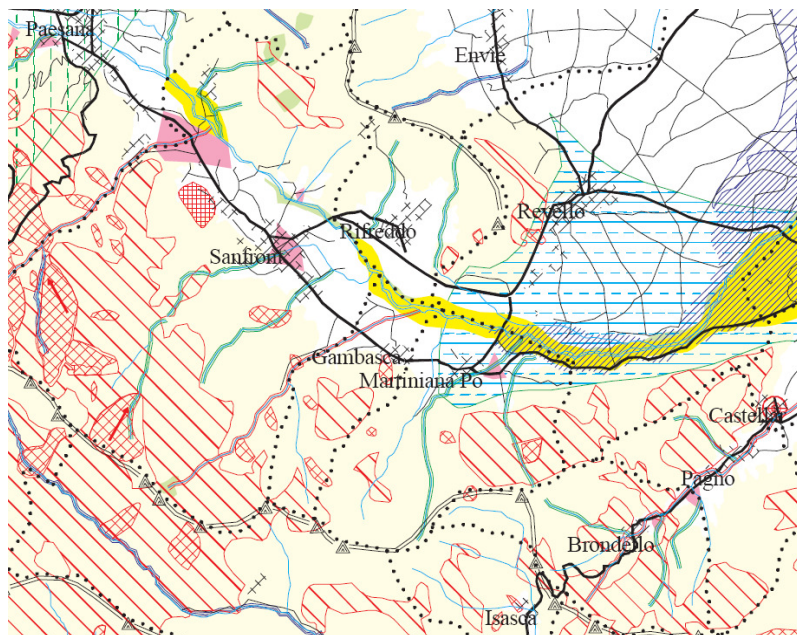 Paesana
Envie
Revello
Rifreddo
Sanfront
Gambasca
Martiniana Po
Castellar
Pagno
Brondello
Isasca